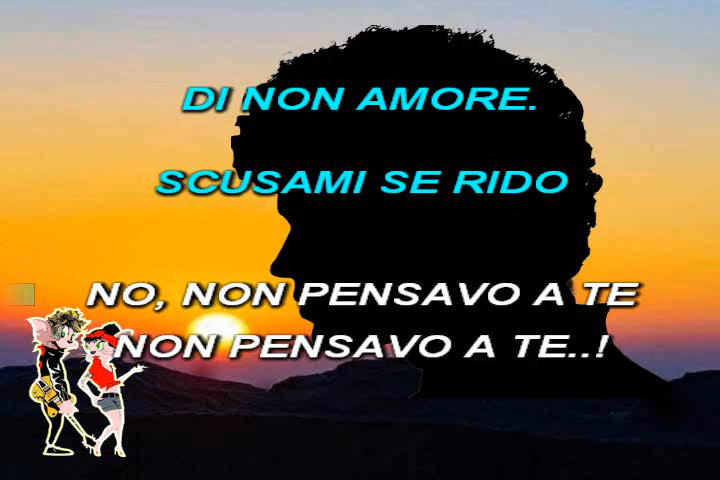 DI NON AMORE.
SCUSAMI SE RIDO
NO, NON PENSAVO A TE
NON PENSAVO A TE..!